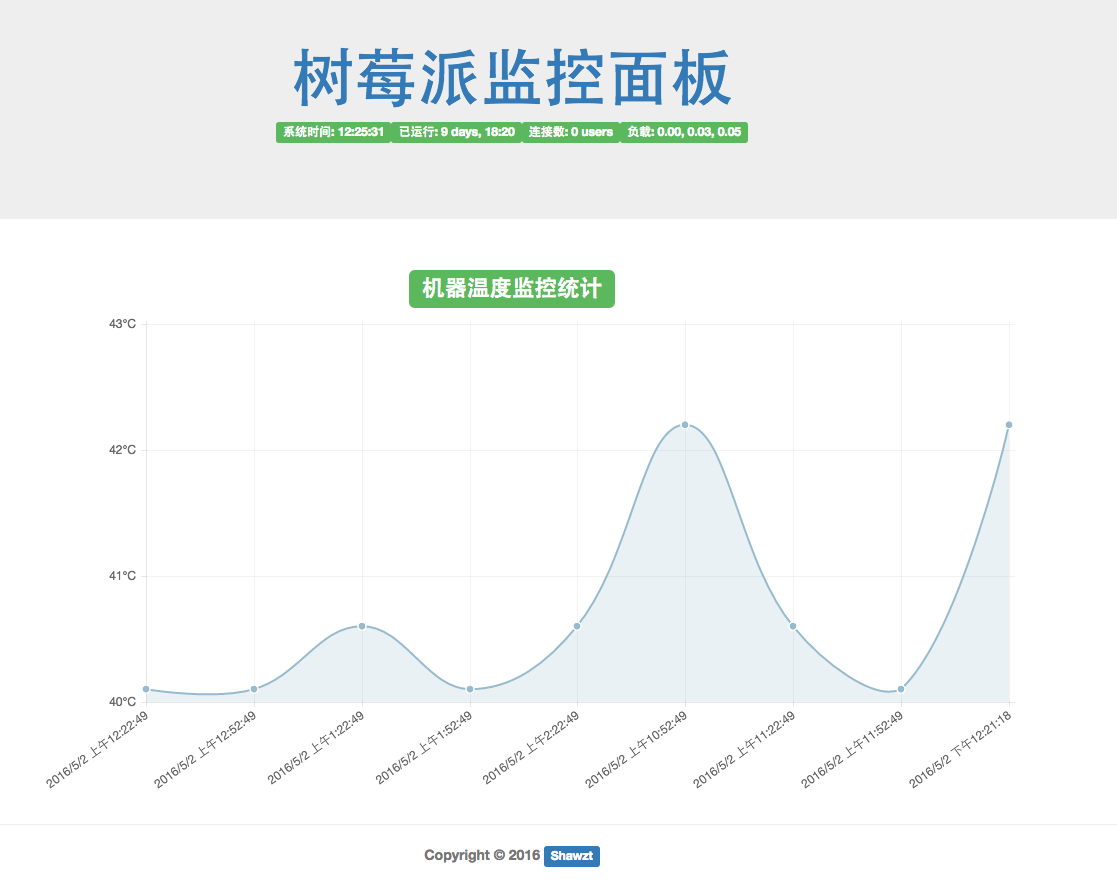 树莓派监控面板
系统时间: 12:25:31 已运行: 9 days, 18:20 连接数: 0 users 负载: 0.00, 0.03, 0.05
机器温度监控统计
43°C
42°C
41°C
40°C
2016/5/2 上午12:22:49
2016/5/2 上午12:52:49
2016/5/2 上午1:22:49
2016/5/2 上午1:52:49
2016/5/2 上午2:22:49
2016/5/2 上午10:52:49
2016/5/2 上午11:22:49
2016/5/2 上午11:52:49
2016/5/2 下午12:21:18
Copyright © 2016 Shawzt